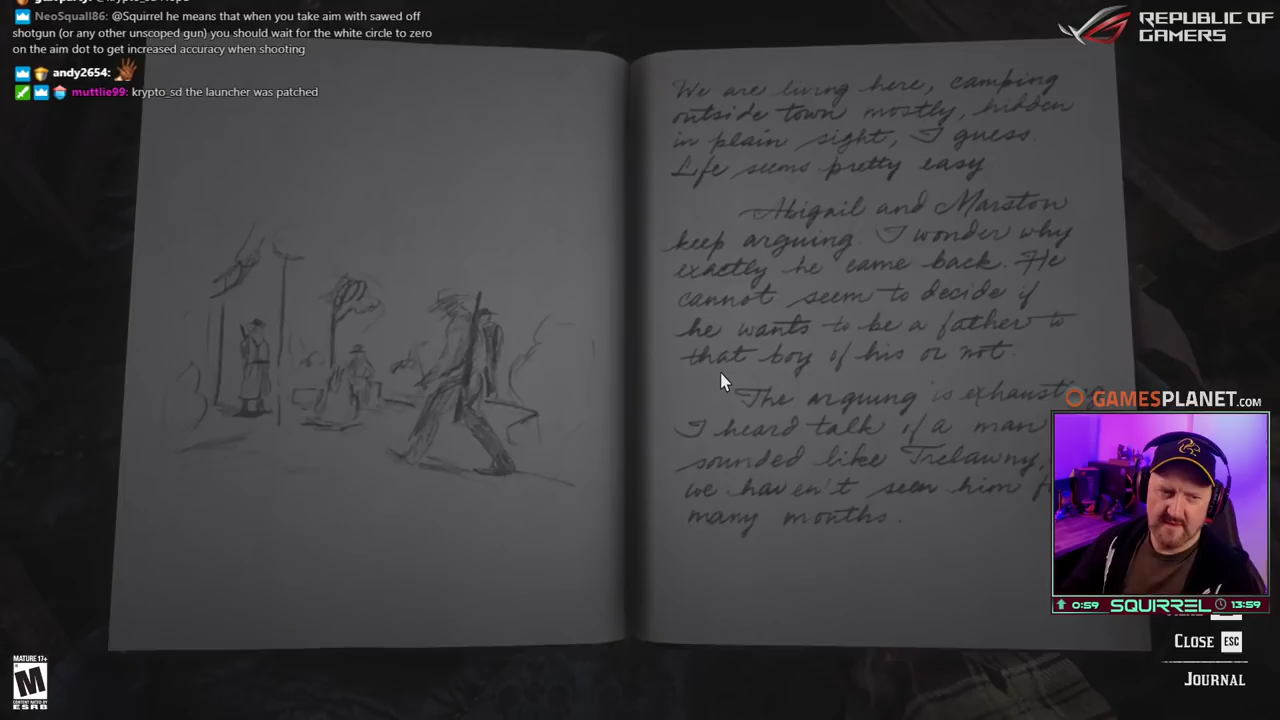 NeoSquall86: @Squirrel he means that when you take aim with sawed off
shotgun (or any other unscoped gun) you should wait for the white circle to zero
on the aim dot to get increased accuracy when shooting
andy2654:
muttlie99: krypto_sd the launcher was patched
REPUBLIC OF
GAMERS
We are living here, camping
outside town mostly, hidden
in plain sight, I guess.
Life seems pretty easy
Abigail and Marston
keep arguing. I wonder why
exactly he came back. He
cannot seem to decide if
he wants to be a father to
that boy of his or not.
The arguing is
I heard talk of a man
sounded like Trelawny,
we haven't seen him
many months.
GAMESPLANET.COM
0:59 SQUIRREL 13:59
CLOSE ESC
JOURNAL
MATURE 17+
M
ESRB